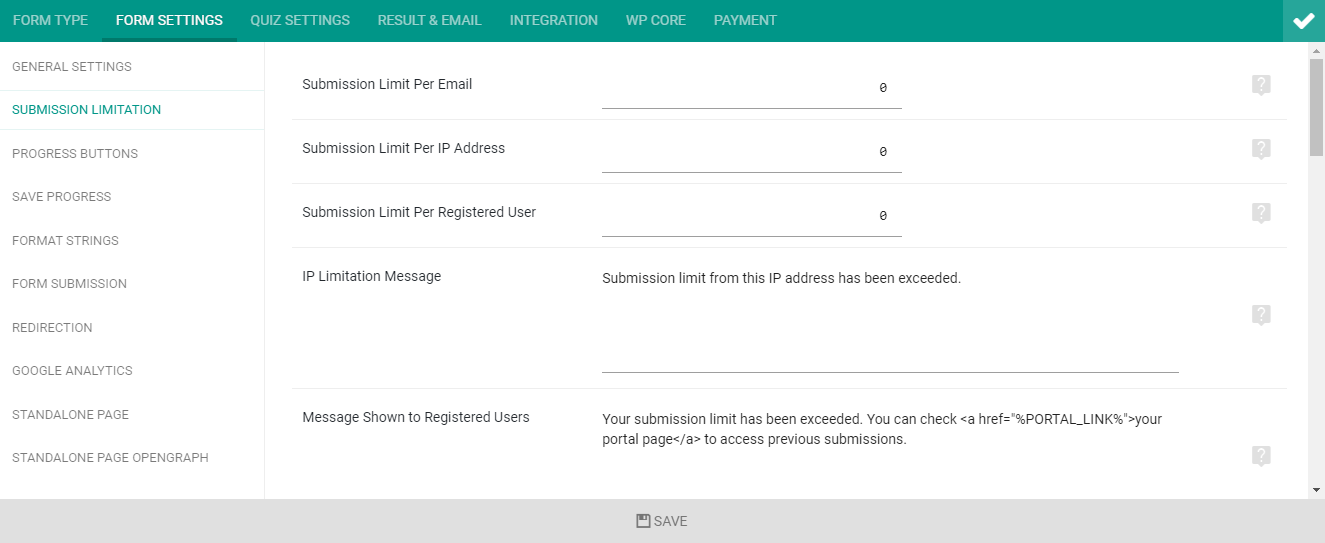 FORM TYPE FORM SETTINGS QUIZ SETTINGS RESULT & EMAIL INTEGRATION WP CORE PAYMENT
GENERAL SETTINGS
SUBMISSION LIMITATION
PROGRESS BUTTONS
SAVE PROGRESS
FORMAT STRINGS
FORM SUBMISSION
REDIRECTION
GOOGLE ANALYTICS
STANDALONE PAGE
STANDALONE PAGE OPENGRAPH
Submission Limit Per Email 0 ?
Submission Limit Per IP Address 0 ?
Submission Limit Per Registered User 0 ?
IP Limitation Message Submission limit from this IP address has been exceeded. ?
Message Shown to Registered Users Your submission limit has been exceeded. You can check <a href="%PORTAL_LINK%">your
portal page</a> to access previous submissions. ?
SAVE